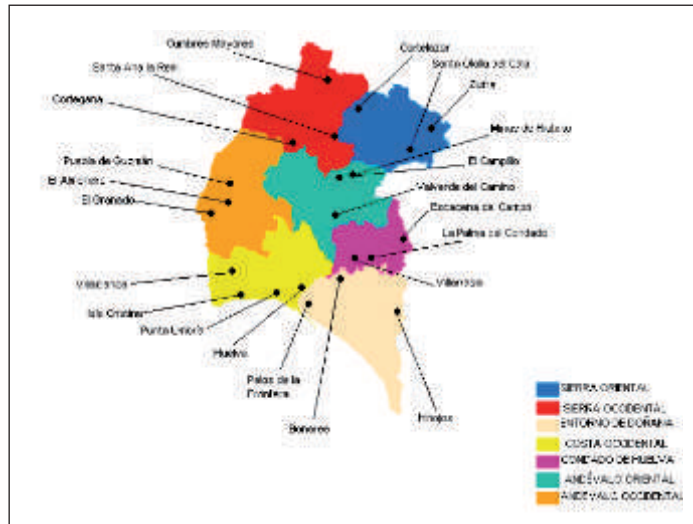 Cumbres Mayores
Cortelazor
Santa Ana la Real
Santa Olalla del Cala
Zufre
Cortegana
Minas de Riotinto
El Campillo
Puebla de Guzmán
El Almendro
Valverde del Camino
El Granado
Escacena del Campo
La Palma del Condado
Villablanca
Villarrasa
Isla Cristina
Punta Umbría
Huelva
Palos de la
Frontera
Bonares
Hinojos
SIERRA ORIENTAL
SIERRA OCCIDENTAL
ENTORNO DE DOÑANA
COSTA OCCIDENTAL
CONDADO DE HUELVA
ANDÉVALO ORIENTAL
ANDÉVALO OCCIDENTAL